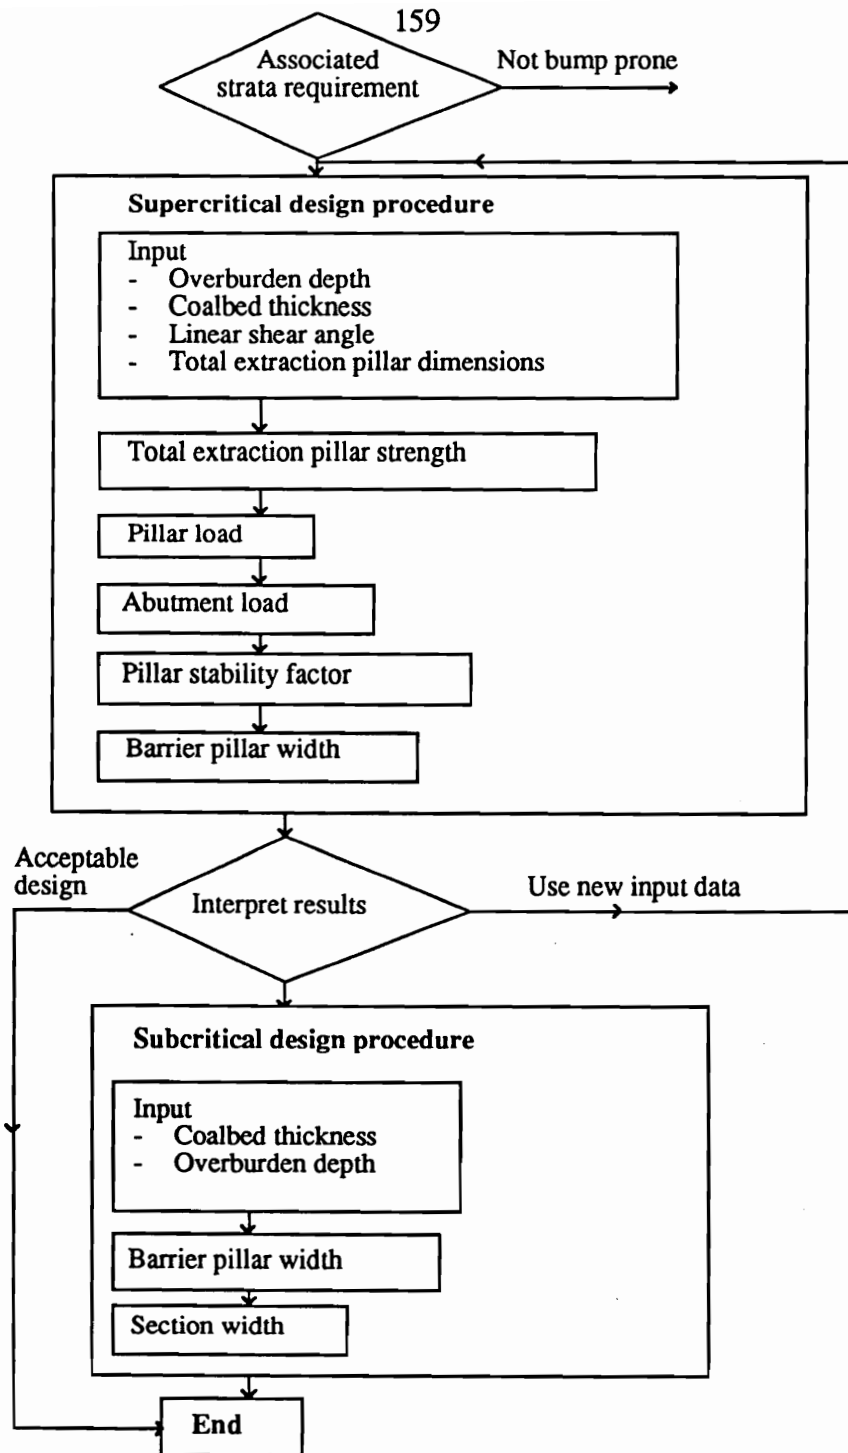 159
Associated
strata requirement
Not bump prone
Supercritical design procedure
Input
- Overburden depth
- Coalbed thickness
- Linear shear angle
- Total extraction pillar dimensions
Total extraction pillar strength
Pillar load
Abutment load
Pillar stability factor
Barrier pillar width
Acceptable
design
Interpret results
Use new input data
Subcritical design procedure
Input
- Coalbed thickness
- Overburden depth
Barrier pillar width
Section width
End